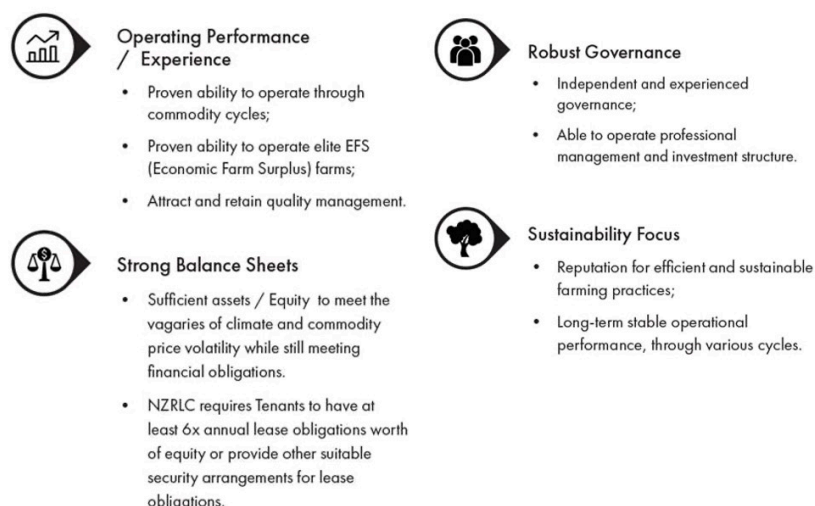 Operating Performance
/ Experience
• Proven ability to operate through
commodity cycles;
• Proven ability to operate elite EFS
(Economic Farm Surplus) farms;
• Attract and retain quality management.
Strong Balance Sheets
• Sufficient assets / Equity to meet the
vagaries of climate and commodity
price volatility while still meeting
financial obligations.
• NZRLC requires Tenants to have at
least 6x annual lease obligations worth
of equity or provide other suitable
security arrangements for lease
obligations.
Robust Governance
• Independent and experienced
governance;
• Able to operate professional
management and investment structure.
Sustainability Focus
• Reputation for efficient and sustainable
farming practices;
• Long-term stable operational
performance, through various cycles.